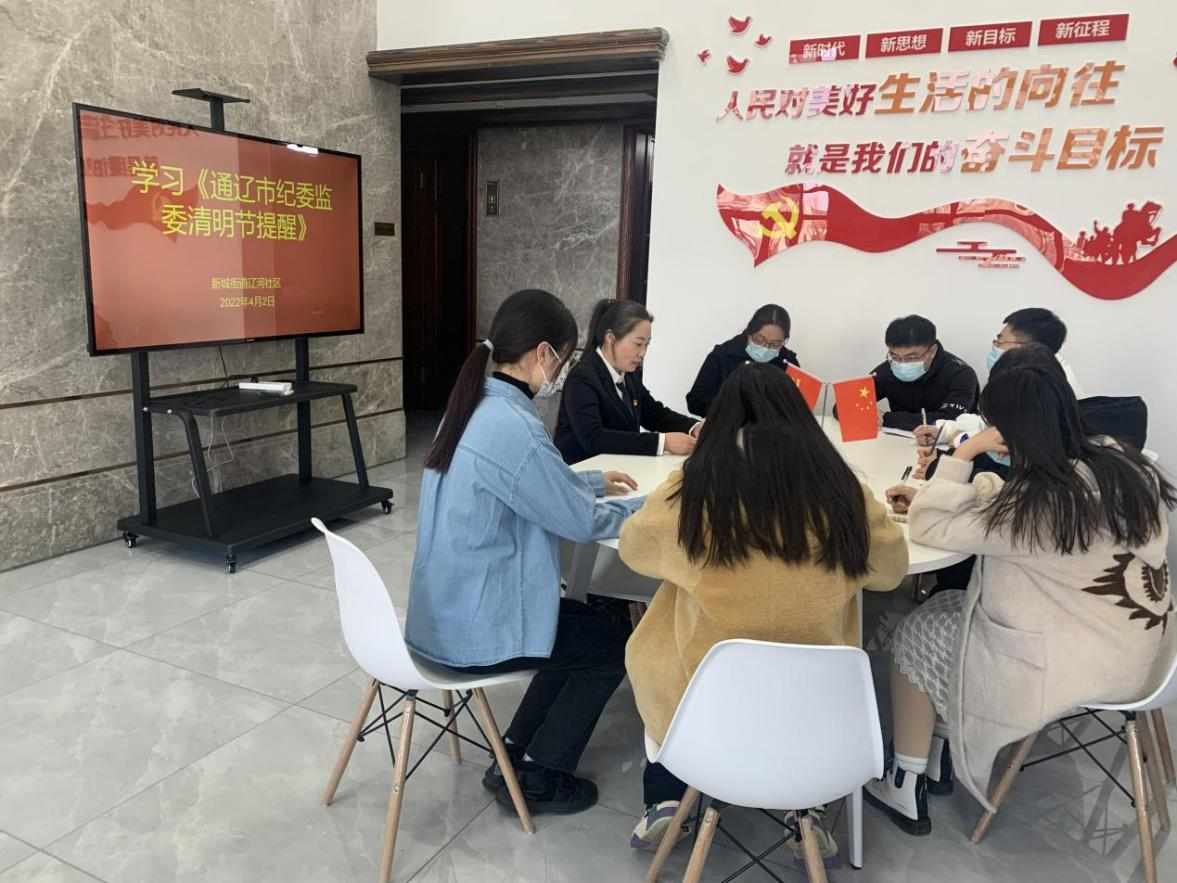 学习《通辽市纪委监
委清明节提醒》
新城街道辽河社区
2022年4月2日
新时代 新思想 新目标 新征程
人民对美好生活的向往
就是我们的奋斗目标